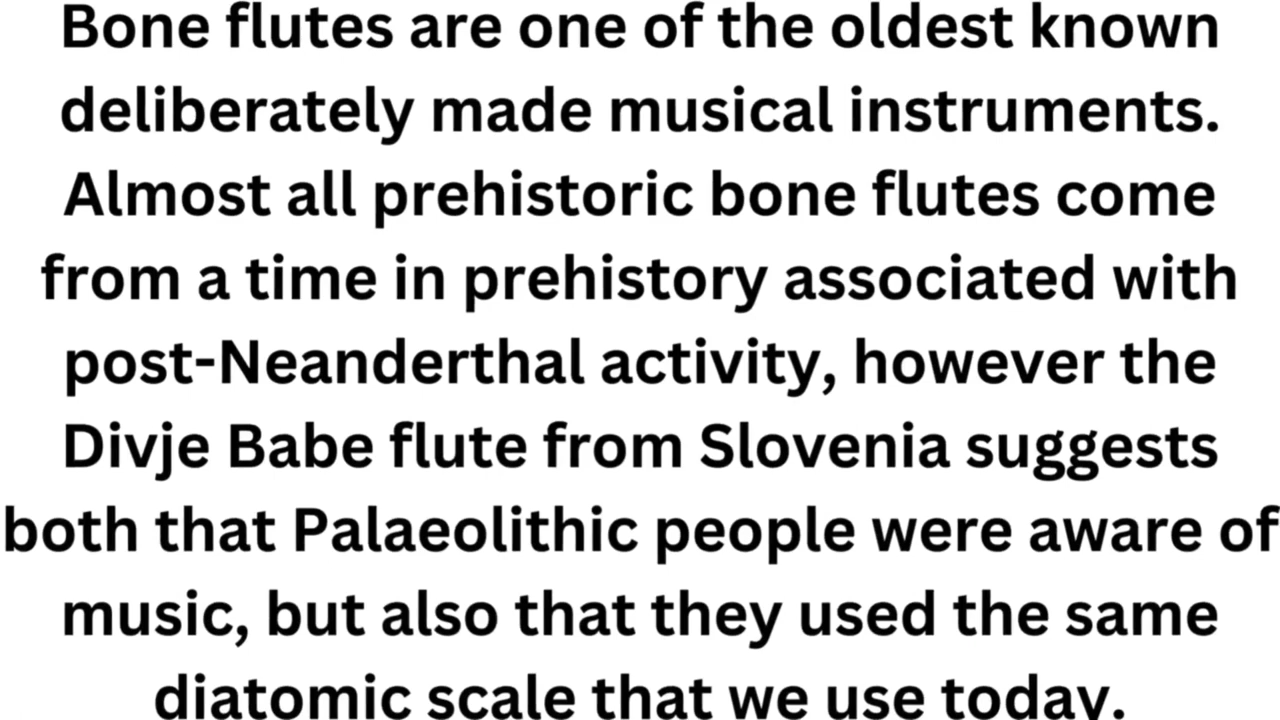 Bone flutes are one of the oldest known
deliberately made musical instruments.
Almost all prehistoric bone flutes come
from a time in prehistory associated with
post-Neanderthal activity, however the
Divje Babe flute from Slovenia suggests
both that Palaeolithic people were aware of
music, but also that they used the same
diatomic scale that we use today.